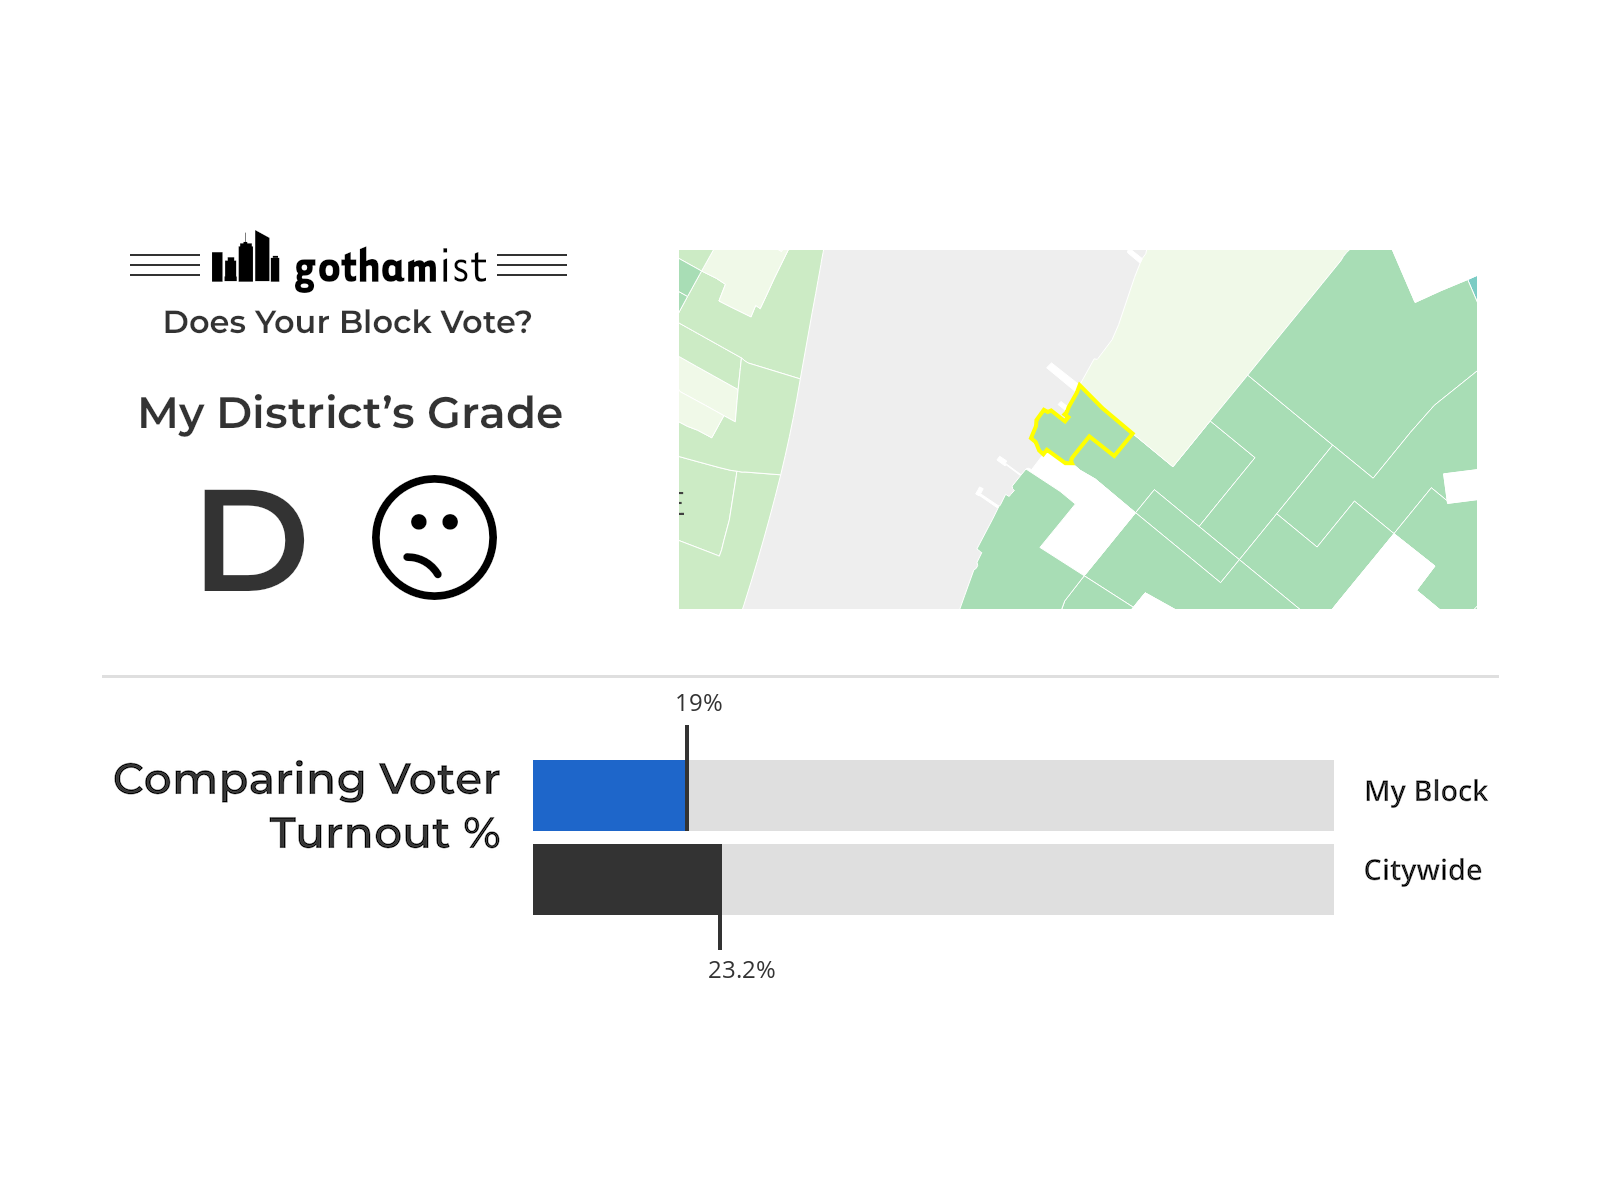 gothamist
Does Your Block Vote?
My District's Grade
D
E
19%
Comparing Voter
Turnout %
My Block
Citywide
23.2%